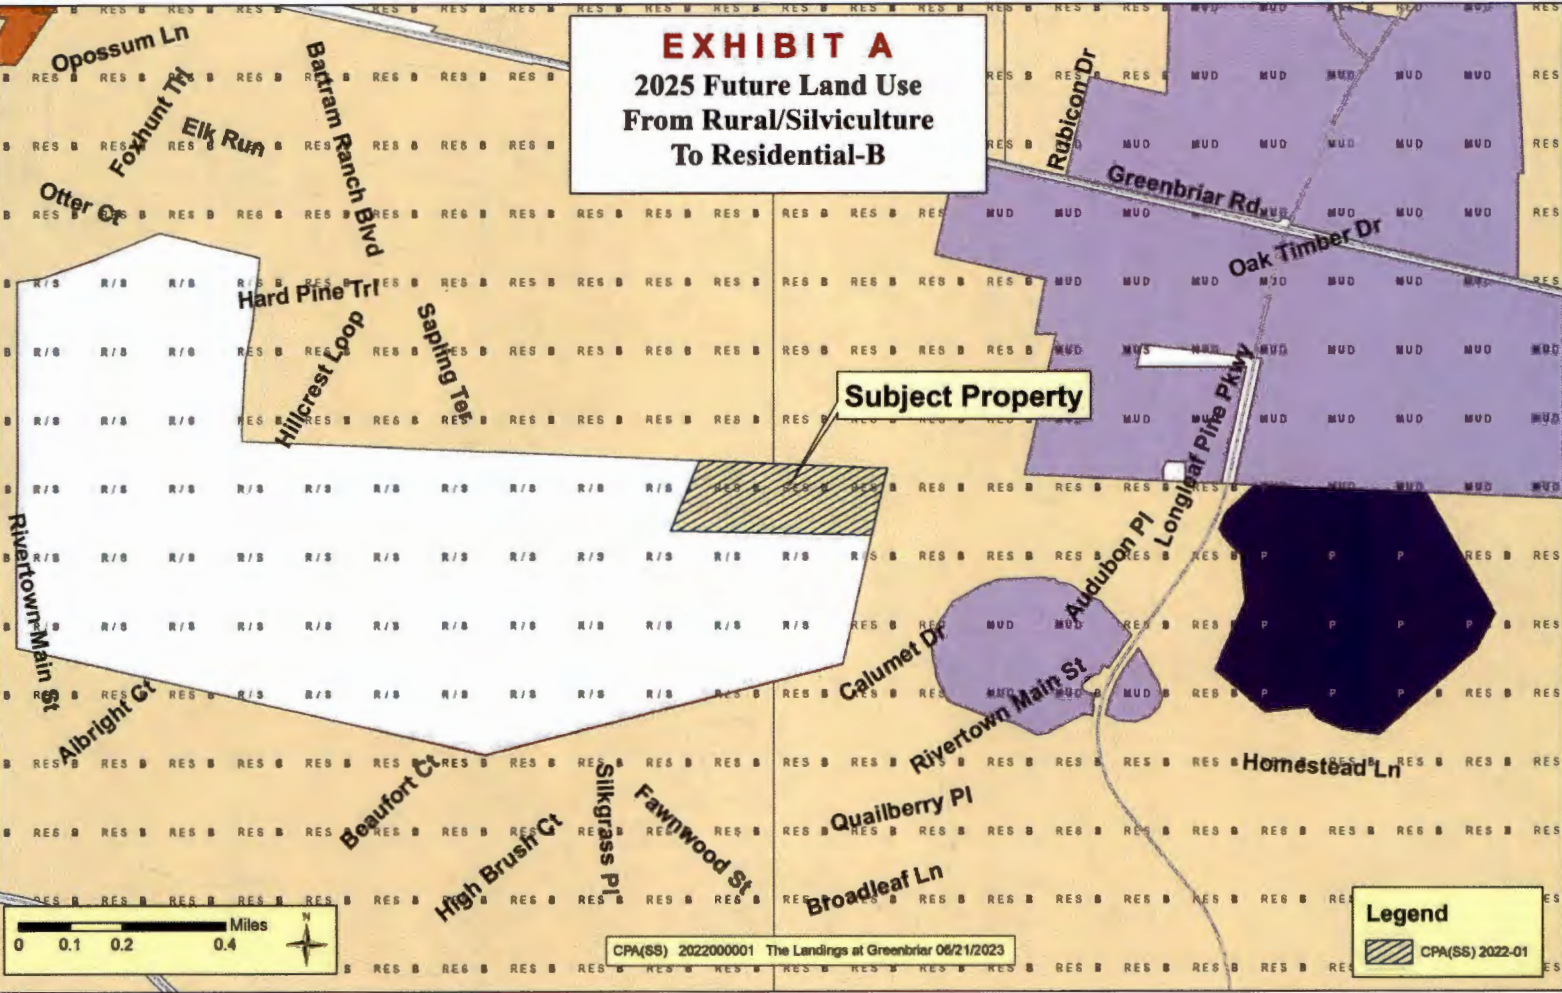 EXHIBIT A
2025 Future Land Use
From Rural/Silviculture
To Residential-B
Opossum Ln
Foxhunt Trl
Elk Run
Otter Ct
Bartram Ranch Blvd
Hard Pine Trl
Hillcrest Loop
Sapling Ter
Rubicon Dr
Greenbriar Rd
Oak Timber Dr
Longleaf Pine Pkwy
Subject Property
RES B
MUD
R/S
P
Audubon Pl
Calumet Dr
Rivertown Main St
Rivertown Main St
Albright Ct
Beaufort Ct
High Brush Ct
Silkgrass Pl
Fawnwood St
Quailberry Pl
Broadleaf Ln
Homestead Ln
Miles
0 0.1 0.2 0.4
N
CPA(SS) 2022000001 The Landings at Greenbriar 06/21/2023
Legend
CPA(SS) 2022-01